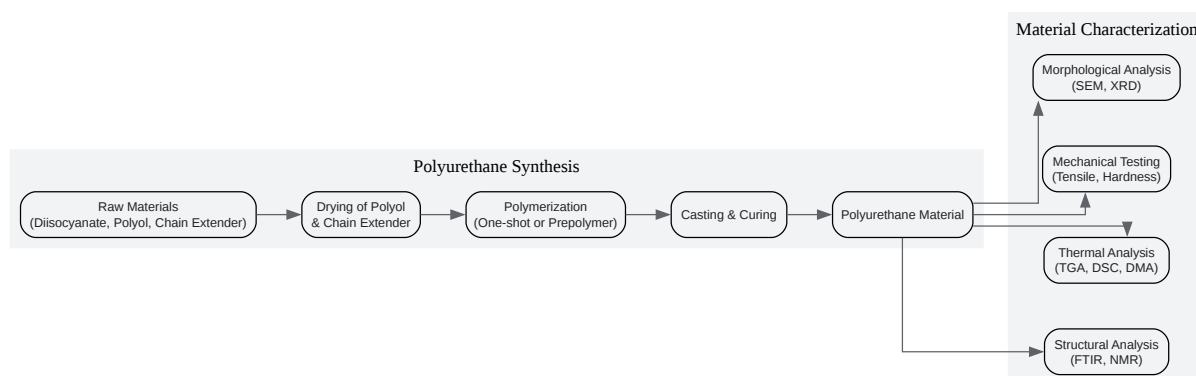 Material Characterization
Morphological Analysis
(SEM, XRD)
Polyurethane Synthesis
Mechanical Testing
(Tensile, Hardness)
Raw Materials
(Diisocyanate, Polyol, Chain Extender)
Drying of Polyol
& Chain Extender
Polymerization
(One-shot or Prepolymer)
Casting & Curing
Polyurethane Material
Thermal Analysis
(TGA, DSC, DMA)
Structural Analysis
(FTIR, NMR)